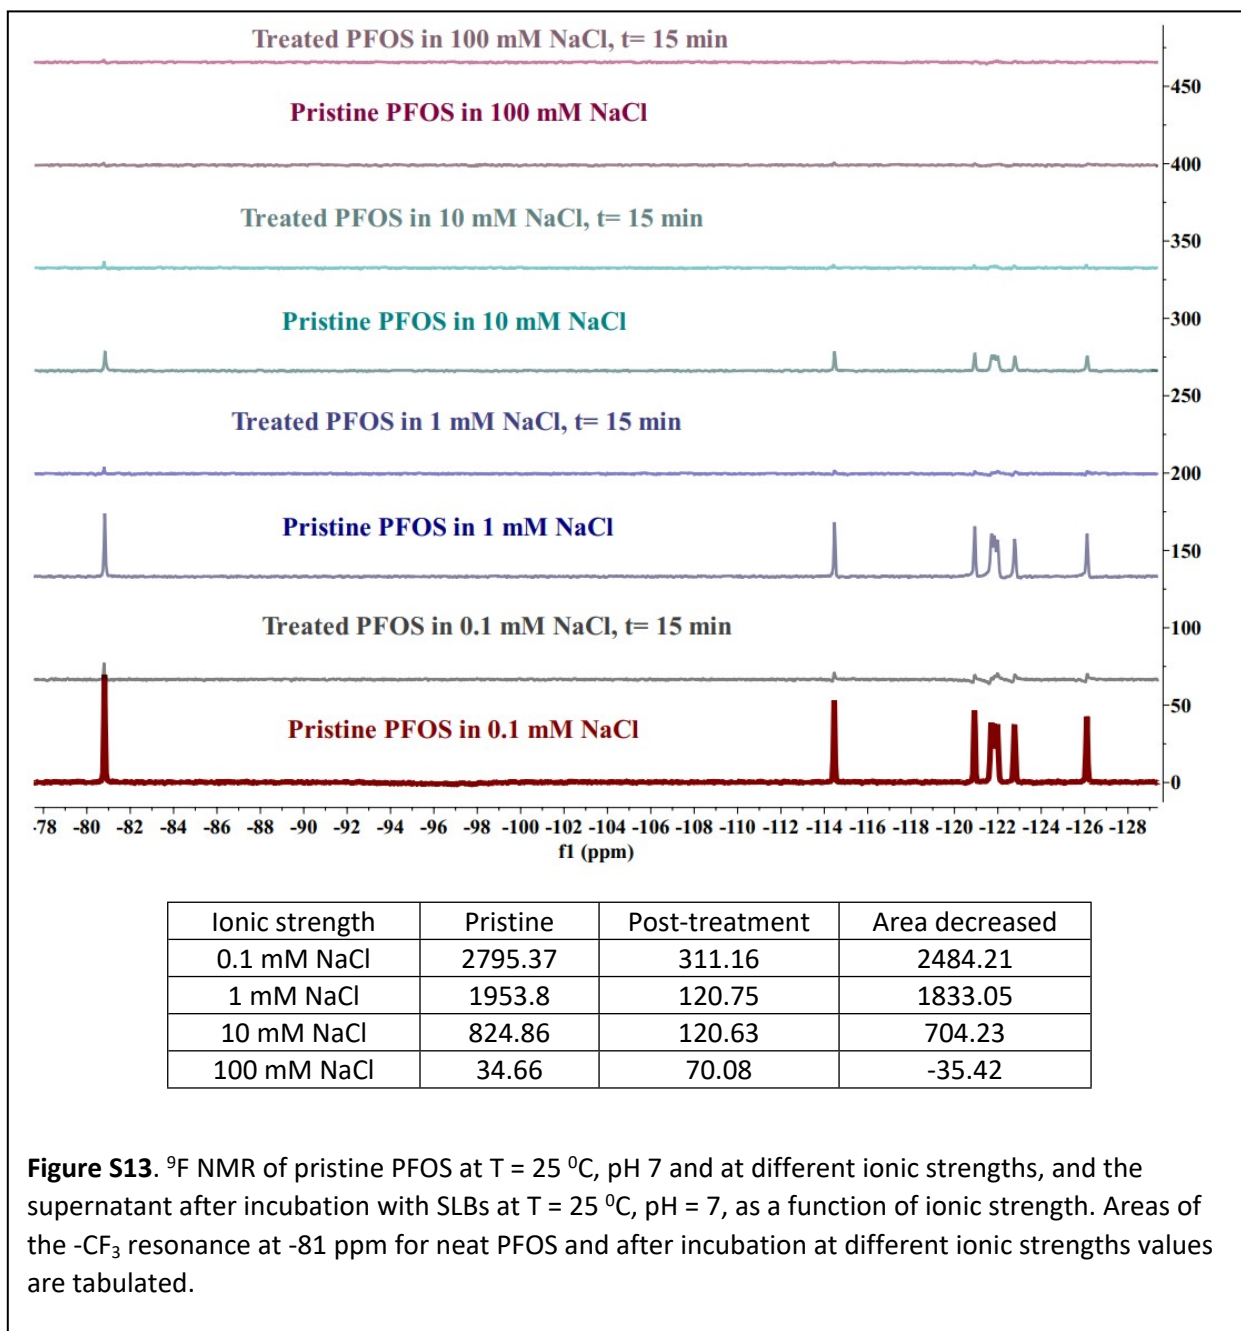 Treated PFOS in 100 mM NaCl, t= 15 min
450
Pristine PFOS in 100 mM NaCl
400
Treated PFOS in 10 mM NaCl, t= 15 min
350
Pristine PFOS in 10 mM NaCl
300
250
Treated PFOS in 1 mM NaCl, t= 15 min
200
Pristine PFOS in 1 mM NaCl
150
Treated PFOS in 0.1 mM NaCl, t= 15 min
100
Pristine PFOS in 0.1 mM NaCl
50
0
-78 -80 -82 -84 -86 -88 -90 -92 -94 -96 -98 -100 -102 -104 -106 -108 -110 -112 -114 -116 -118 -120 -122 -124 -126 -128
f1 (ppm)
Ionic strength Pristine Post-treatment Area decreased
0.1 mM NaCl 2795.37 311.16 2484.21
1 mM NaCl 1953.8 120.75 1833.05
10 mM NaCl 824.86 120.63 704.23
100 mM NaCl 34.66 70.08 -35.42
Figure S13. ⁹F NMR of pristine PFOS at T = 25 ⁰C, pH 7 and at different ionic strengths, and the
supernatant after incubation with SLBs at T = 25 ⁰C, pH = 7, as a function of ionic strength. Areas of
the -CF₃ resonance at -81 ppm for neat PFOS and after incubation at different ionic strengths values
are tabulated.